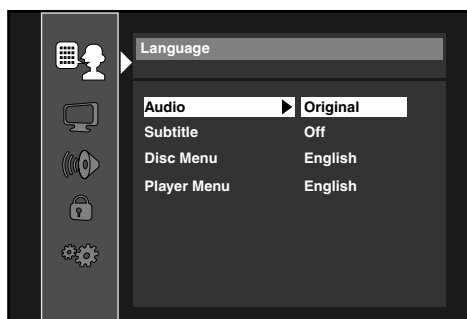 Language
Audio Original
Subtitle Off
Disc Menu English
Player Menu English